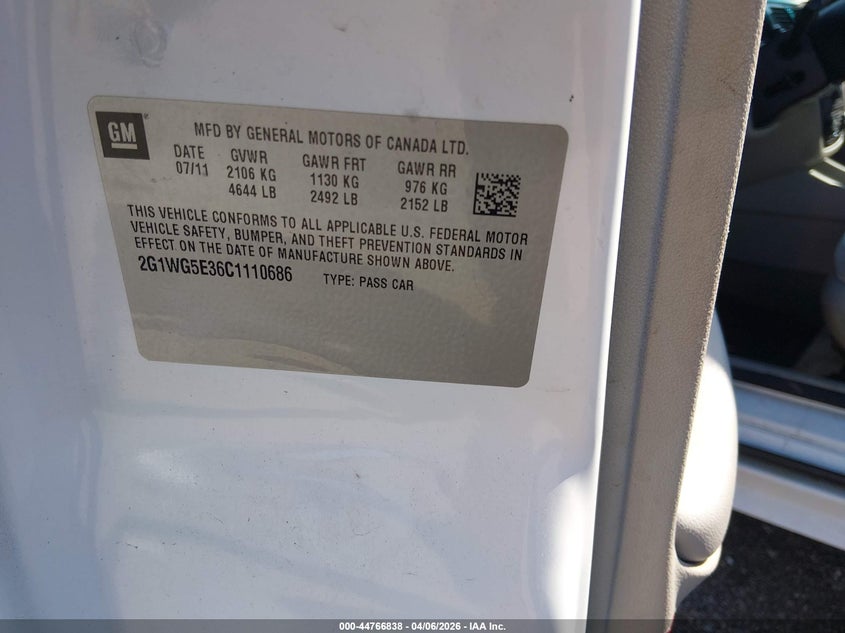 GM
MFD BY GENERAL MOTORS OF CANADA LTD.
DATE GVWR GAWR FRT GAWR RR
07/11 2106 KG 1130 KG 976 KG
4644 LB 2492 LB 2152 LB
THIS VEHICLE CONFORMS TO ALL APPLICABLE U.S. FEDERAL MOTOR
VEHICLE SAFETY, BUMPER, AND THEFT PREVENTION STANDARDS IN
EFFECT ON THE DATE OF MANUFACTURE SHOWN ABOVE.
2G1WG5E36C1110686 TYPE: PASS CAR
000-44766838 - 04/06/2026 - IAA Inc.